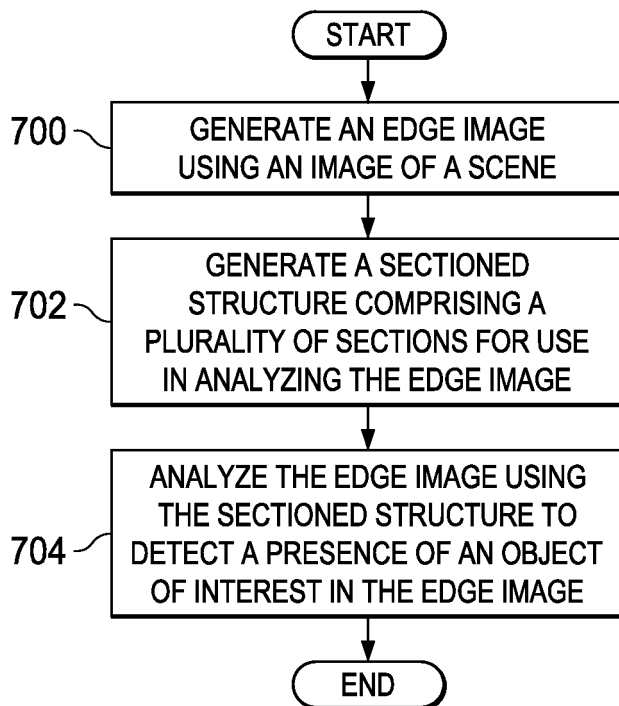 START
700
GENERATE AN EDGE IMAGE
USING AN IMAGE OF A SCENE
702
GENERATE A SECTIONED
STRUCTURE COMPRISING A
PLURALITY OF SECTIONS FOR USE
IN ANALYZING THE EDGE IMAGE
704
ANALYZE THE EDGE IMAGE USING
THE SECTIONED STRUCTURE TO
DETECT A PRESENCE OF AN OBJECT
OF INTEREST IN THE EDGE IMAGE
END